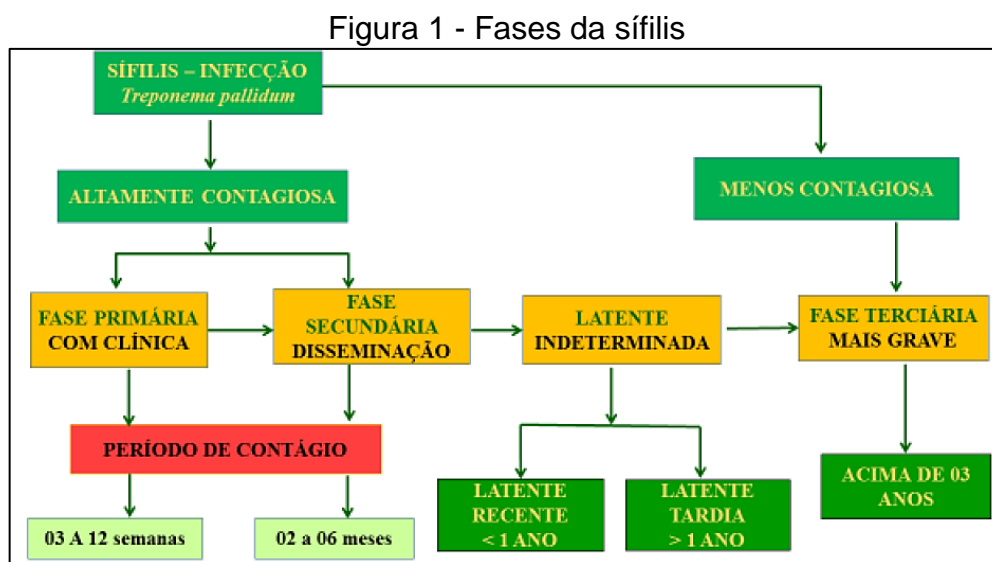 Figura 1 - Fases da sífilis
SÍFILIS – INFECÇÃO
Treponema pallidum
ALTAMENTE CONTAGIOSA
MENOS CONTAGIOSA
FASE PRIMÁRIA
COM CLÍNICA
FASE
SECUNDÁRIA
DISSEMINAÇÃO
LATENTE
INDETERMINADA
FASE TERCIÁRIA
MAIS GRAVE
PERÍODO DE CONTÁGIO
03 A 12 semanas
02 a 06 meses
LATENTE
RECENTE
< 1 ANO
LATENTE
TARDIA
> 1 ANO
ACIMA DE 03
ANOS